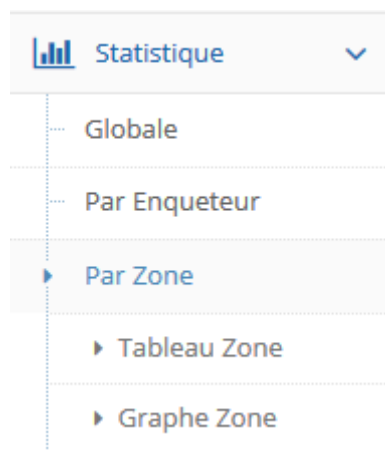 Statistique
Globale
Par Enqueteur
Par Zone
Tableau Zone
Graphe Zone